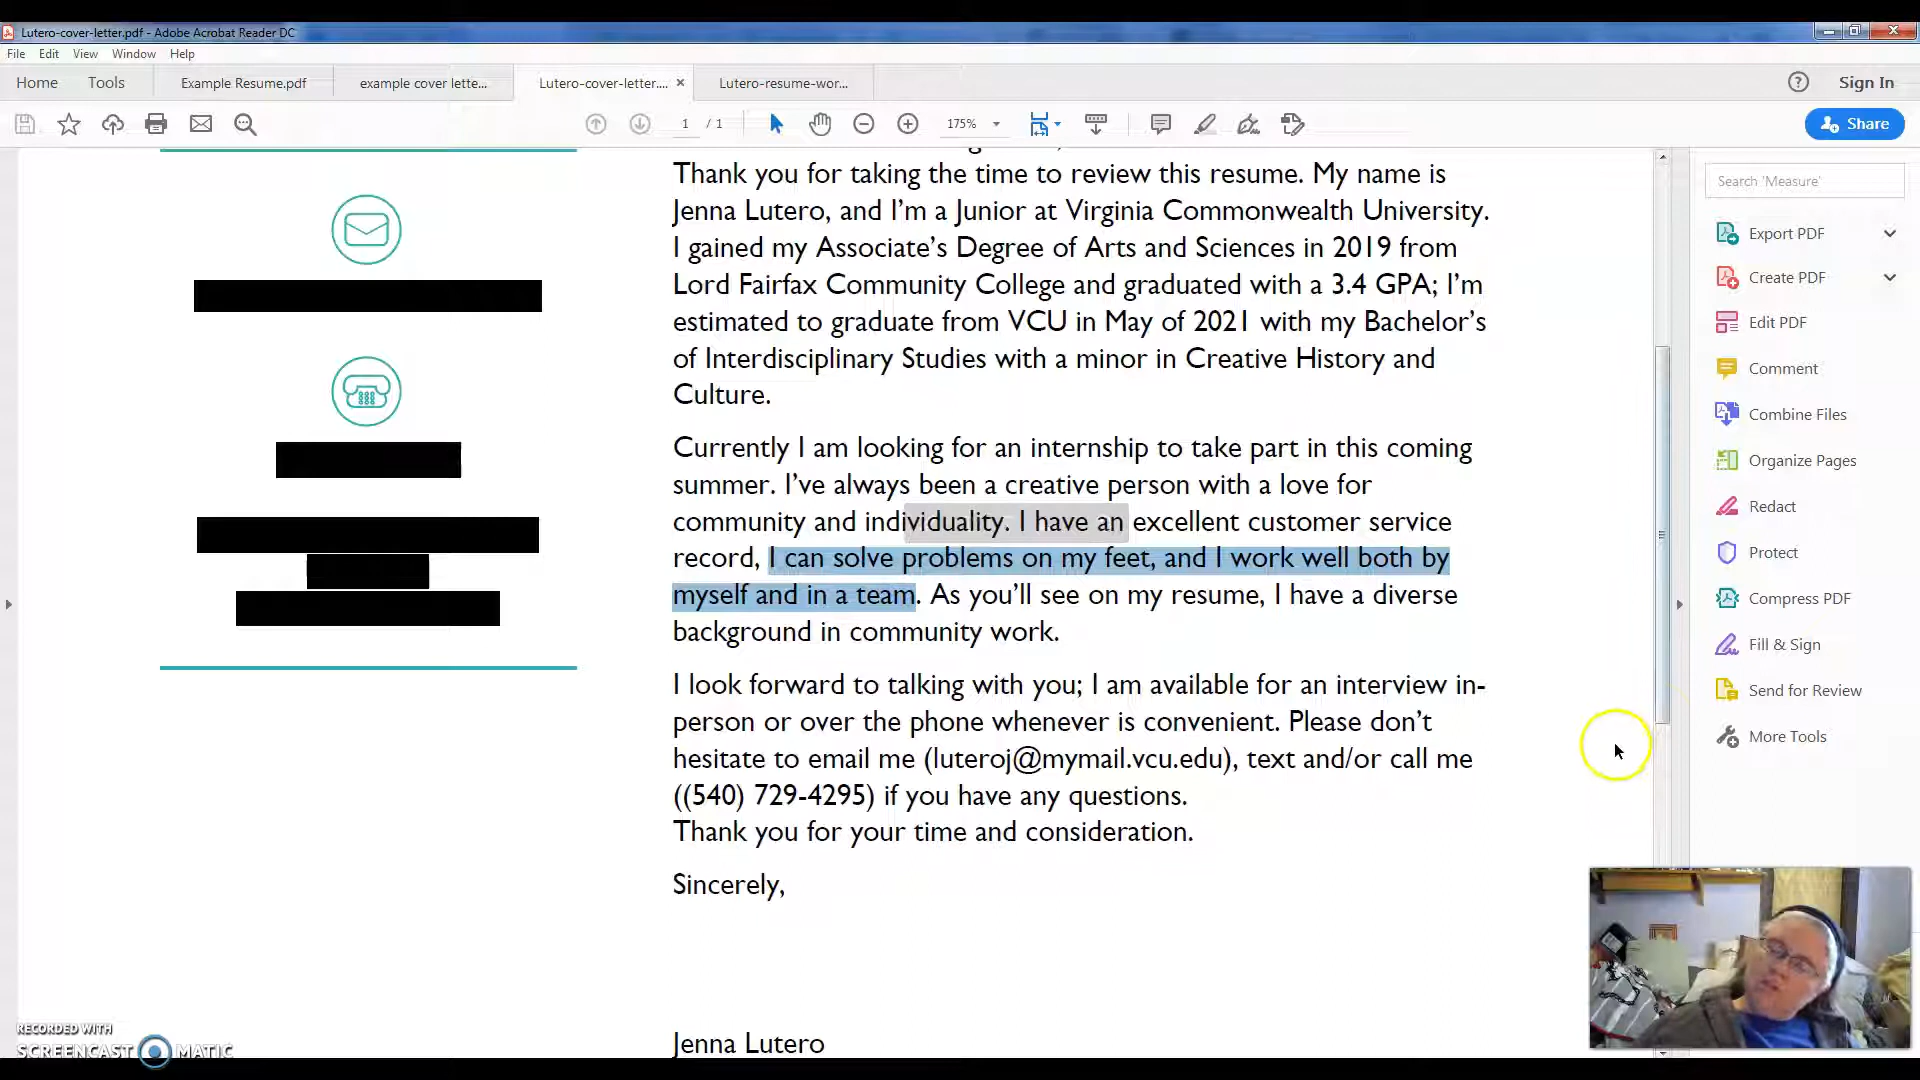 Lutero-cover-letter.pdf - Adobe Acrobat Reader DC
File Edit View Window Help
Home Tools Example Resume.pdf example cover lette... Lutero-cover-letter.... Lutero-resume-wor... Sign In
1 / 1 175% Share
Thank you for taking the time to review this resume. My name is
Jenna Lutero, and I'm a Junior at Virginia Commonwealth University.
I gained my Associate's Degree of Arts and Sciences in 2019 from
Lord Fairfax Community College and graduated with a 3.4 GPA; I'm
estimated to graduate from VCU in May of 2021 with my Bachelor's
of Interdisciplinary Studies with a minor in Creative History and
Culture.
Currently I am looking for an internship to take part in this coming
summer. I've always been a creative person with a love for
community and individuality. I have an excellent customer service
record, I can solve problems on my feet, and I work well both by
myself and in a team. As you'll see on my resume, I have a diverse
background in community work.
I look forward to talking with you; I am available for an interview in-
person or over the phone whenever is convenient. Please don't
hesitate to email me (luteroj@mymail.vcu.edu), text and/or call me
((540) 729-4295) if you have any questions.
Thank you for your time and consideration.
Sincerely,
Jenna Lutero
Search 'Measure'
Export PDF
Create PDF
Edit PDF
Comment
Combine Files
Organize Pages
Redact
Protect
Compress PDF
Fill & Sign
Send for Review
More Tools
RECORDED WITH
SCREENCAST MATIC